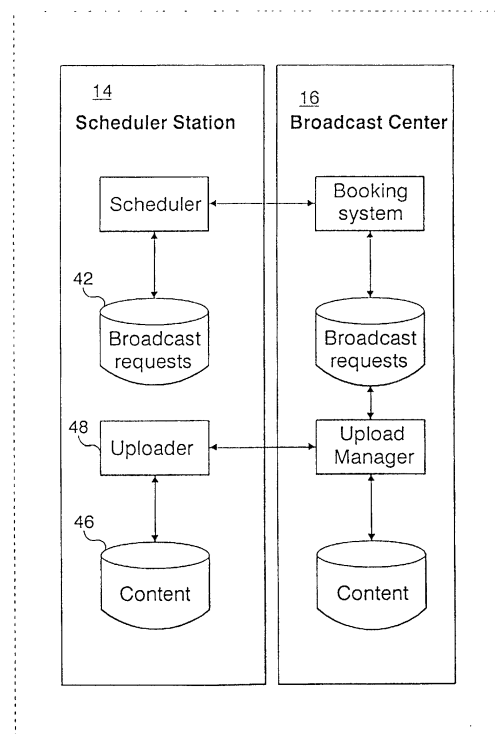 14
Scheduler Station
Scheduler
42
Broadcast
requests
48
Uploader
46
Content
16
Broadcast Center
Booking
system
Broadcast
requests
Upload
Manager
Content